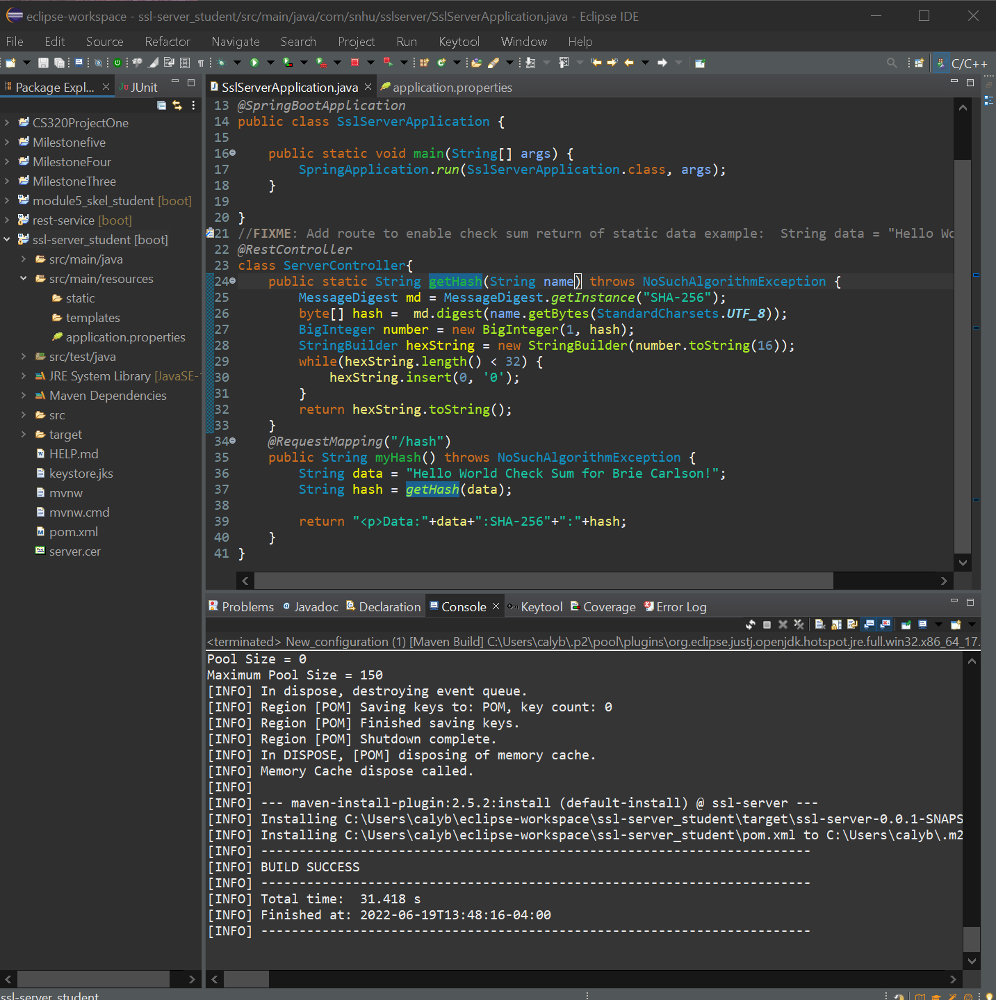 eclipse-workspace - ssl-server_student/src/main/java/com/snhu/sslserver/SslServerApplication.java - Eclipse IDE
File Edit Source Refactor Navigate Search Project Run Keytool Window Help
C/C++
Package Expl... JUnit
CS320ProjectOne
Milestonefive
MilestoneFour
MilestoneThree
module5_skel_student [boot]
rest-service [boot]
ssl-server_student [boot]
src/main/java
src/main/resources
static
templates
application.properties
src/test/java
JRE System Library [JavaSE-1
Maven Dependencies
src
target
HELP.md
keystore.jks
mvnw
mvnw.cmd
pom.xml
server.cer
SslServerApplication.java application.properties
13 @SpringBootApplication
14 public class SslServerApplication {
15
16 public static void main(String[] args) {
17 SpringApplication.run(SslServerApplication.class, args);
18 }
19
20 }
21 //FIXME: Add route to enable check sum return of static data example:  String data = "Hello Wo
22 @RestController
23 class ServerController{
24 public static String getHash(String name) throws NoSuchAlgorithmException {
25 MessageDigest md = MessageDigest.getInstance("SHA-256");
26 byte[] hash =  md.digest(name.getBytes(StandardCharsets.UTF_8));
27 BigInteger number = new BigInteger(1, hash);
28 StringBuilder hexString = new StringBuilder(number.toString(16));
29 while(hexString.length() < 32) {
30 hexString.insert(0, '0');
31 }
32 return hexString.toString();
33 }
34 @RequestMapping("/hash")
35 public String myHash() throws NoSuchAlgorithmException {
36 String data = "Hello World Check Sum for Brie Carlson!";
37 String hash = getHash(data);
38
39 return "<p>Data:"+data+":SHA-256"+":"+hash;
40 }
41 }
Problems Javadoc Declaration Console Keytool Coverage Error Log
<terminated> New_configuration (1) [Maven Build] C:\Users\calyb\.p2\pool\plugins\org.eclipse.justj.openjdk.hotspot.jre.full.win32.x86_64_17.
Pool Size = 0
Maximum Pool Size = 150
[INFO] In dispose, destroying event queue.
[INFO] Region [POM] Saving keys to: POM, key count: 0
[INFO] Region [POM] Finished saving keys.
[INFO] Region [POM] Shutdown complete.
[INFO] In DISPOSE, [POM] disposing of memory cache.
[INFO] Memory Cache dispose called.
[INFO]
[INFO] --- maven-install-plugin:2.5.2:install (default-install) @ ssl-server ---
[INFO] Installing C:\Users\calyb\eclipse-workspace\ssl-server_student\target\ssl-server-0.0.1-SNAPS
[INFO] Installing C:\Users\calyb\eclipse-workspace\ssl-server_student\pom.xml to C:\Users\calyb\.m2
[INFO] ------------------------------------------------------------------------
[INFO] BUILD SUCCESS
[INFO] ------------------------------------------------------------------------
[INFO] Total time:  31.418 s
[INFO] Finished at: 2022-06-19T13:48:16-04:00
[INFO] ------------------------------------------------------------------------
ssl-server_student